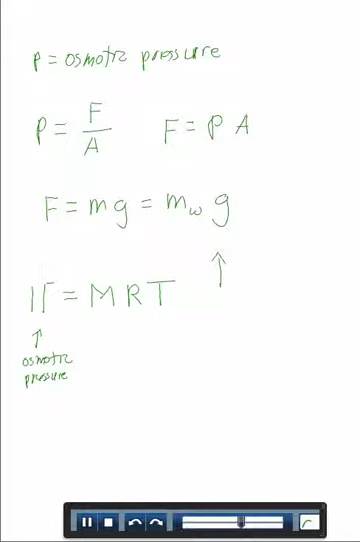 P = osmotic pressure
P = F/A   F = P A
F = mg = m_w g
π = MRT
osmotic
pressure